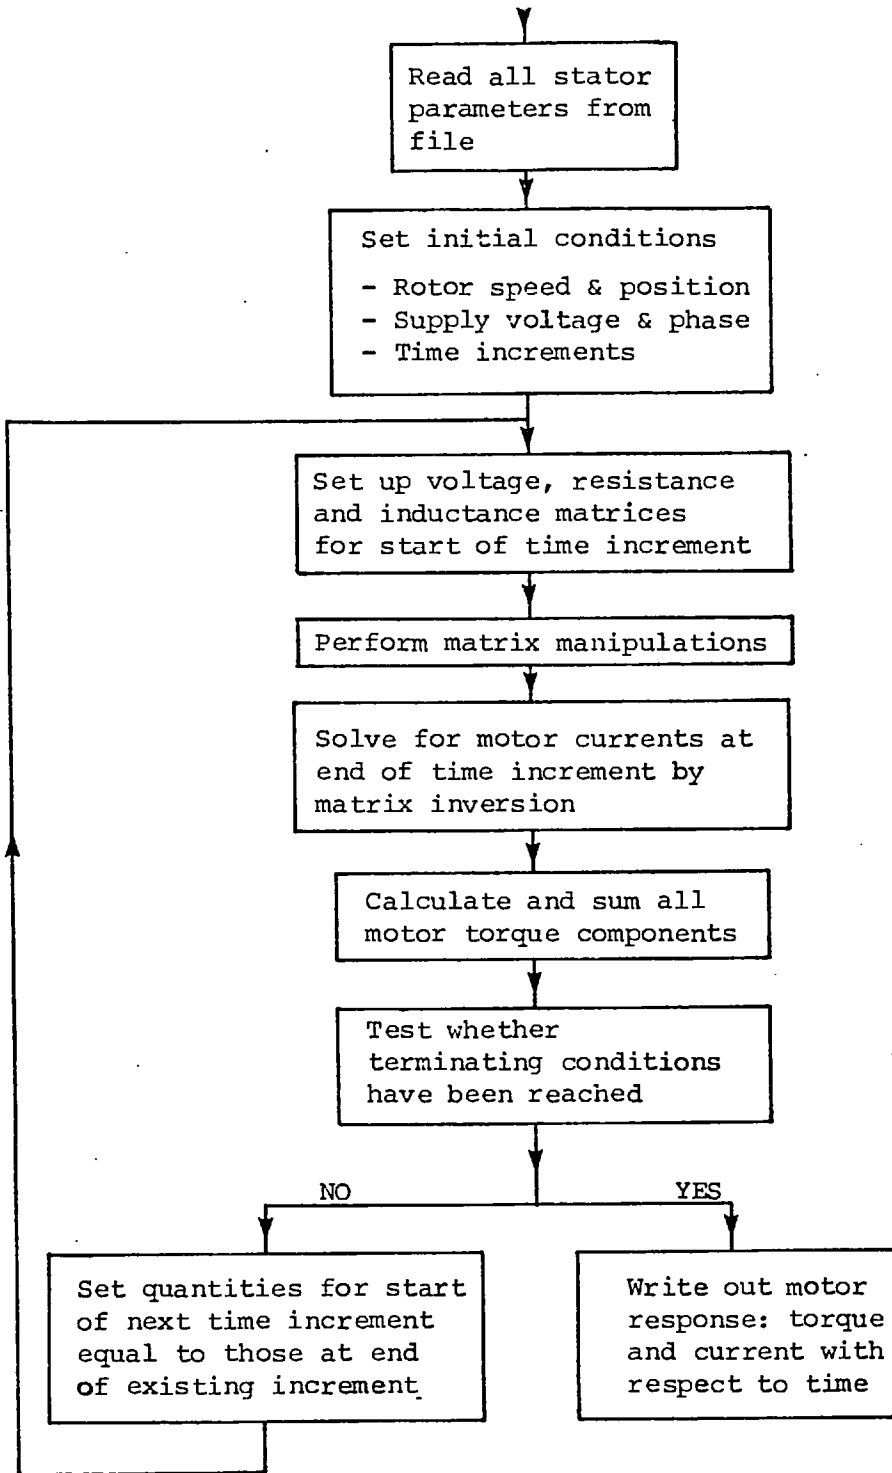 Read all stator
parameters from
file
Set initial conditions
- Rotor speed & position
- Supply voltage & phase
- Time increments
Set up voltage, resistance
and inductance matrices
for start of time increment
Perform matrix manipulations
Solve for motor currents at
end of time increment by
matrix inversion
Calculate and sum all
motor torque components
Test whether
terminating conditions
have been reached
NO
YES
Set quantities for start
of next time increment
equal to those at end
of existing increment
Write out motor
response: torque
and current with
respect to time